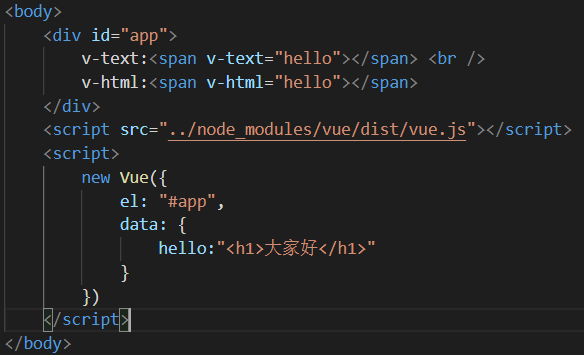 <body>
    <div id="app">
        v-text:<span v-text="hello"></span> <br />
        v-html:<span v-html="hello"></span>
    </div>
    <script src="../node_modules/vue/dist/vue.js"></script>
    <script>
        new Vue({
            el: "#app",
            data: {
                hello:"<h1>大家好</h1>"
            }
        })
    </script>
</body>